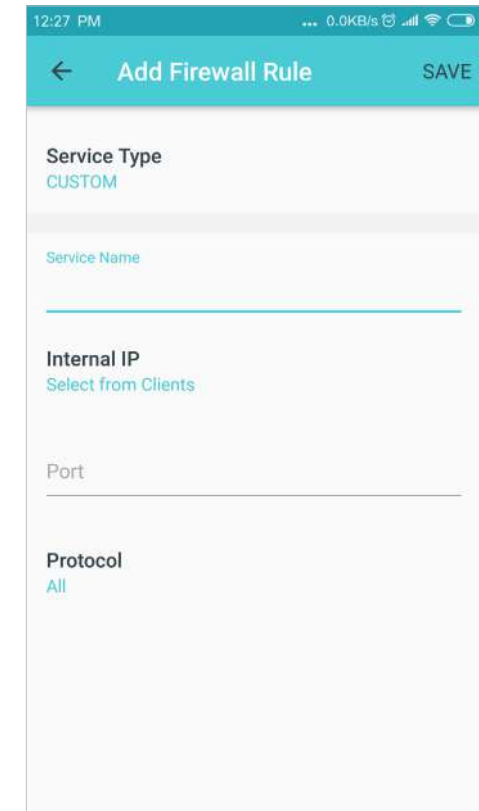 12:27 PM ... 0.0KB/s
Add Firewall Rule SAVE
Service Type
CUSTOM
Service Name
Internal IP
Select from Clients
Port
Protocol
All